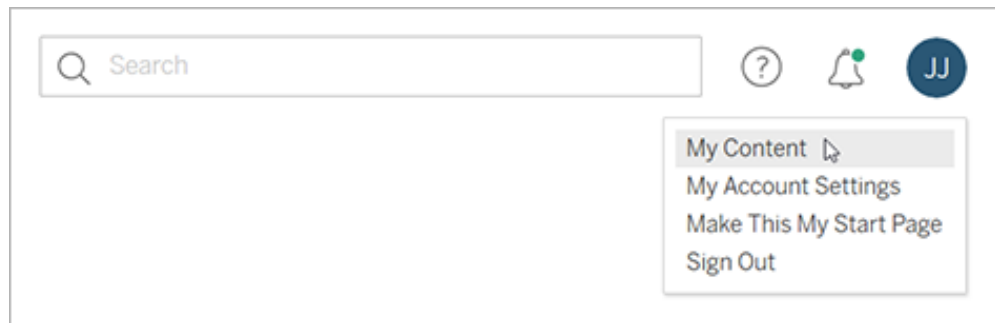 Search
?
JJ
My Content
My Account Settings
Make This My Start Page
Sign Out